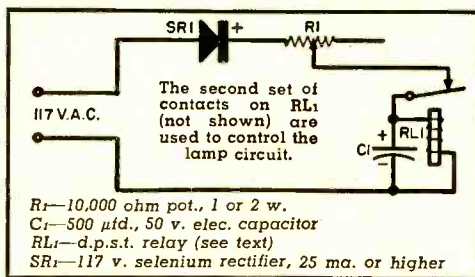 SR1
+
R1
The second set of
contacts on RL1
(not shown) are
used to control the
lamp circuit.
117 V.A.C.
+
C1
-
RL1
R1—10,000 ohm pot., 1 or 2 w.
C1—500 µfd., 50 v. elec. capacitor
RL1—d.p.s.t. relay (see text)
SR1—117 v. selenium rectifier, 25 ma. or higher